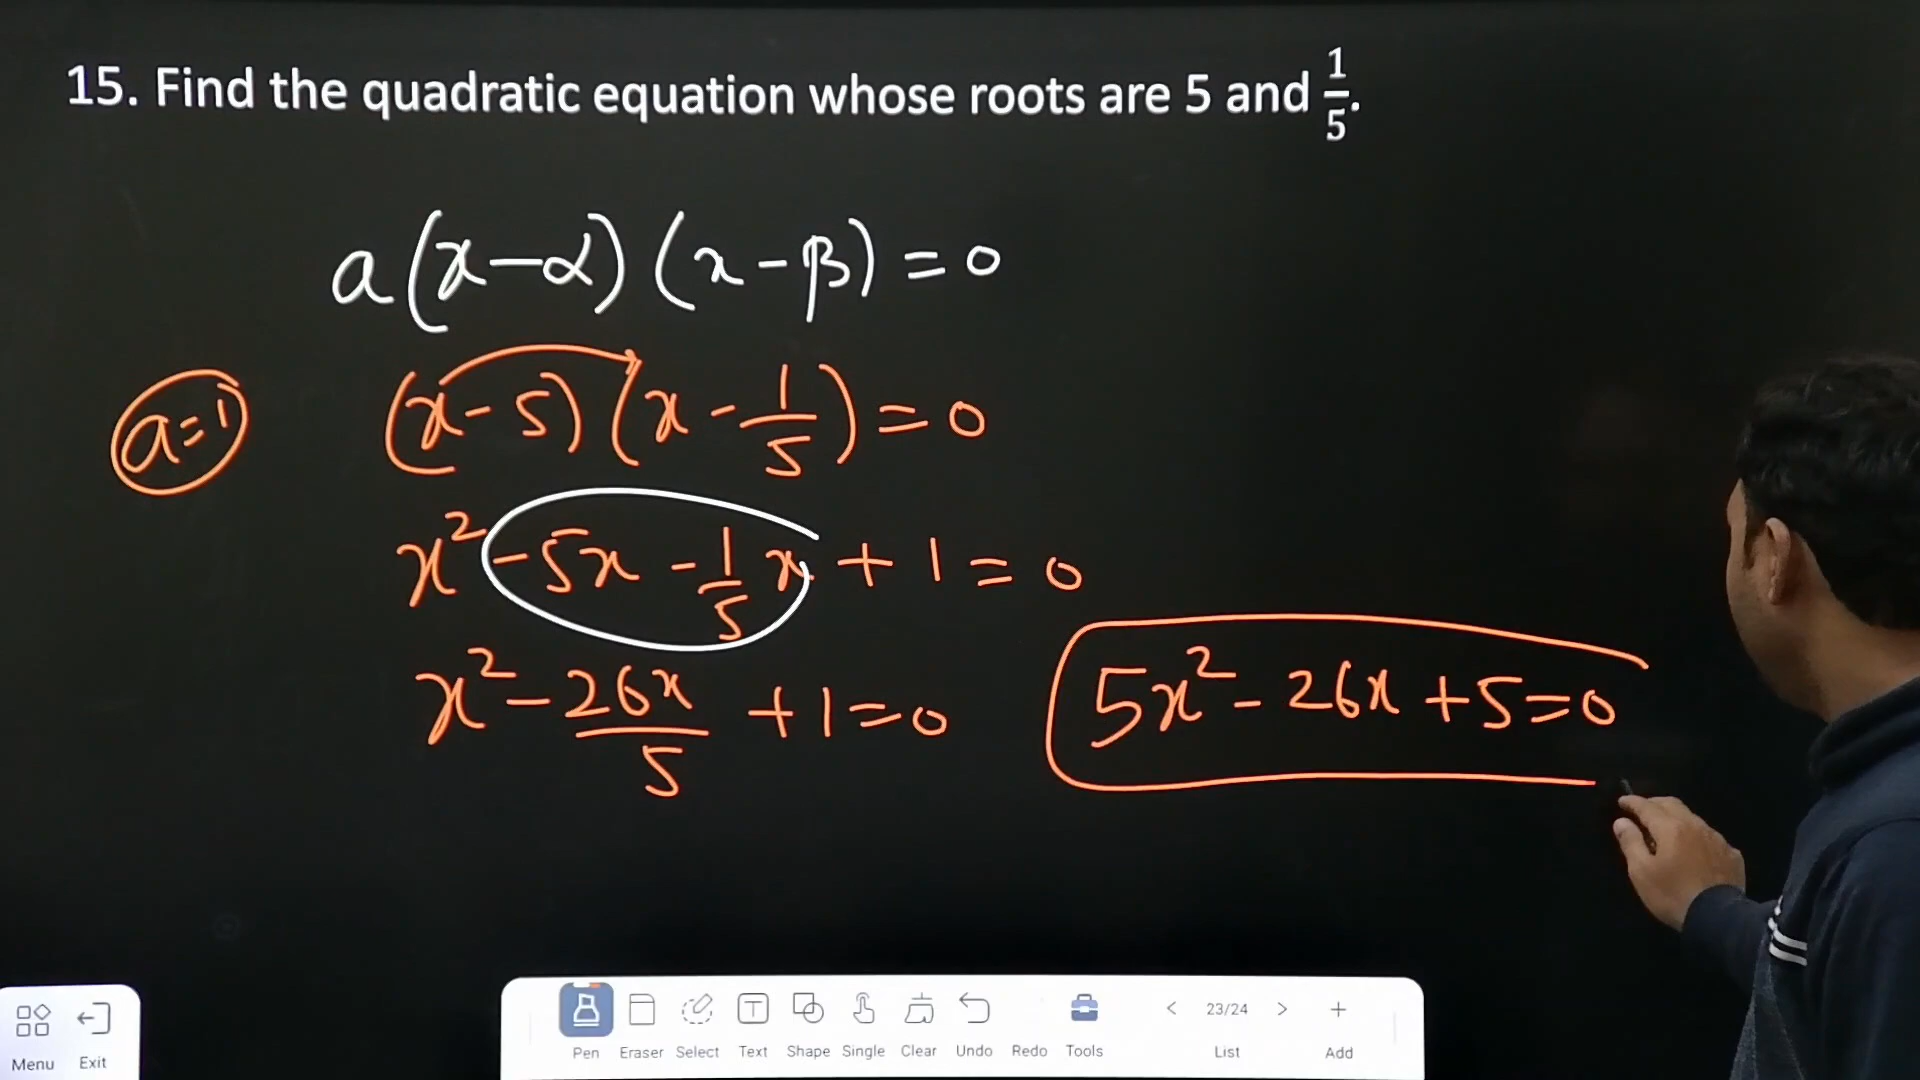 15. Find the quadratic equation whose roots are 5 and 1/5.
a(x-α)(x-β)=0
a=1
(x-5)(x-1/5)=0
x²-5x-1/5x+1=0
x²-26x/5+1=0
5x²-26x+5=0
Menu Exit
Pen Eraser Select Text Shape Single Clear Undo Redo Tools
< 23/24 > +
List Add